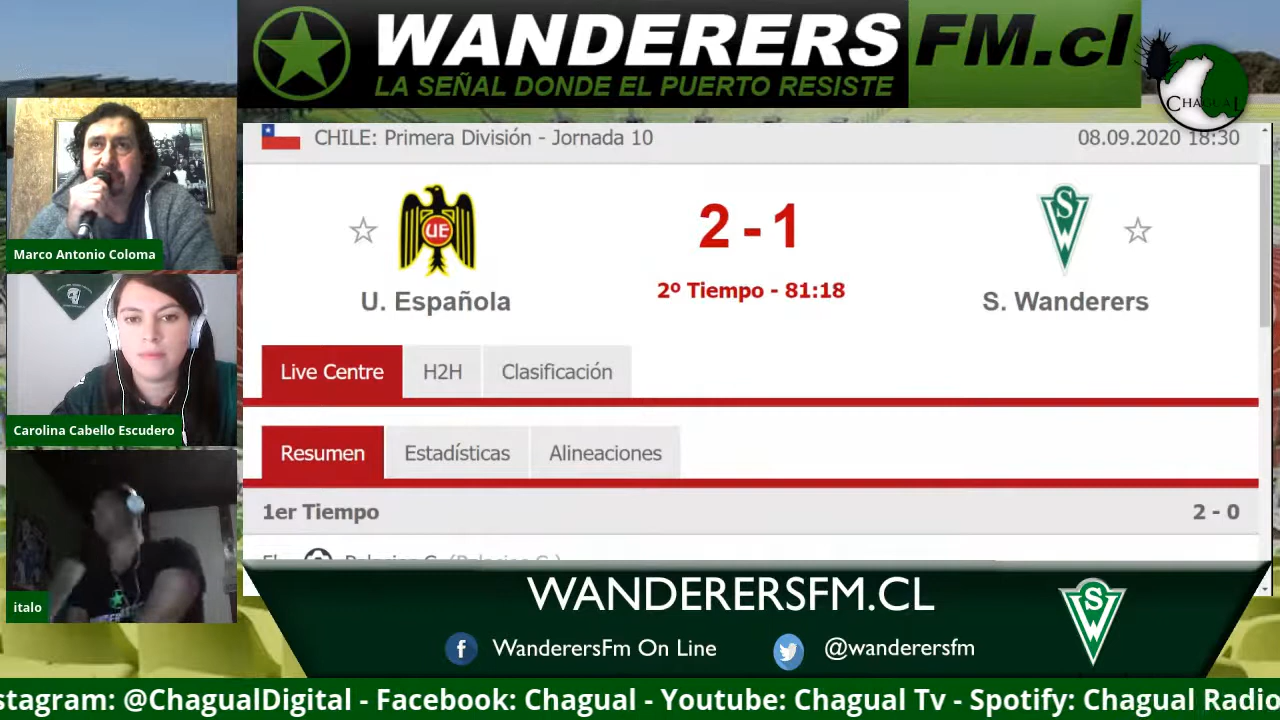 WANDERERS FM.cl
LA SEÑAL DONDE EL PUERTO RESISTE
CHAGUAL
CHILE: Primera División - Jornada 10
08.09.2020 18:30
Marco Antonio Coloma
UE
2 - 1
S
W
2º Tiempo - 81:18
U. Española
S. Wanderers
Live Centre
H2H
Clasificación
Carolina Cabello Escudero
Resumen
Estadísticas
Alineaciones
1er Tiempo
2 - 0
italo
WANDERERSFM.CL
WanderersFm On Line
@wanderersfm
S
W
stagram: @ChagualDigital - Facebook: Chagual - Youtube: Chagual Tv - Spotify: Chagual Radio